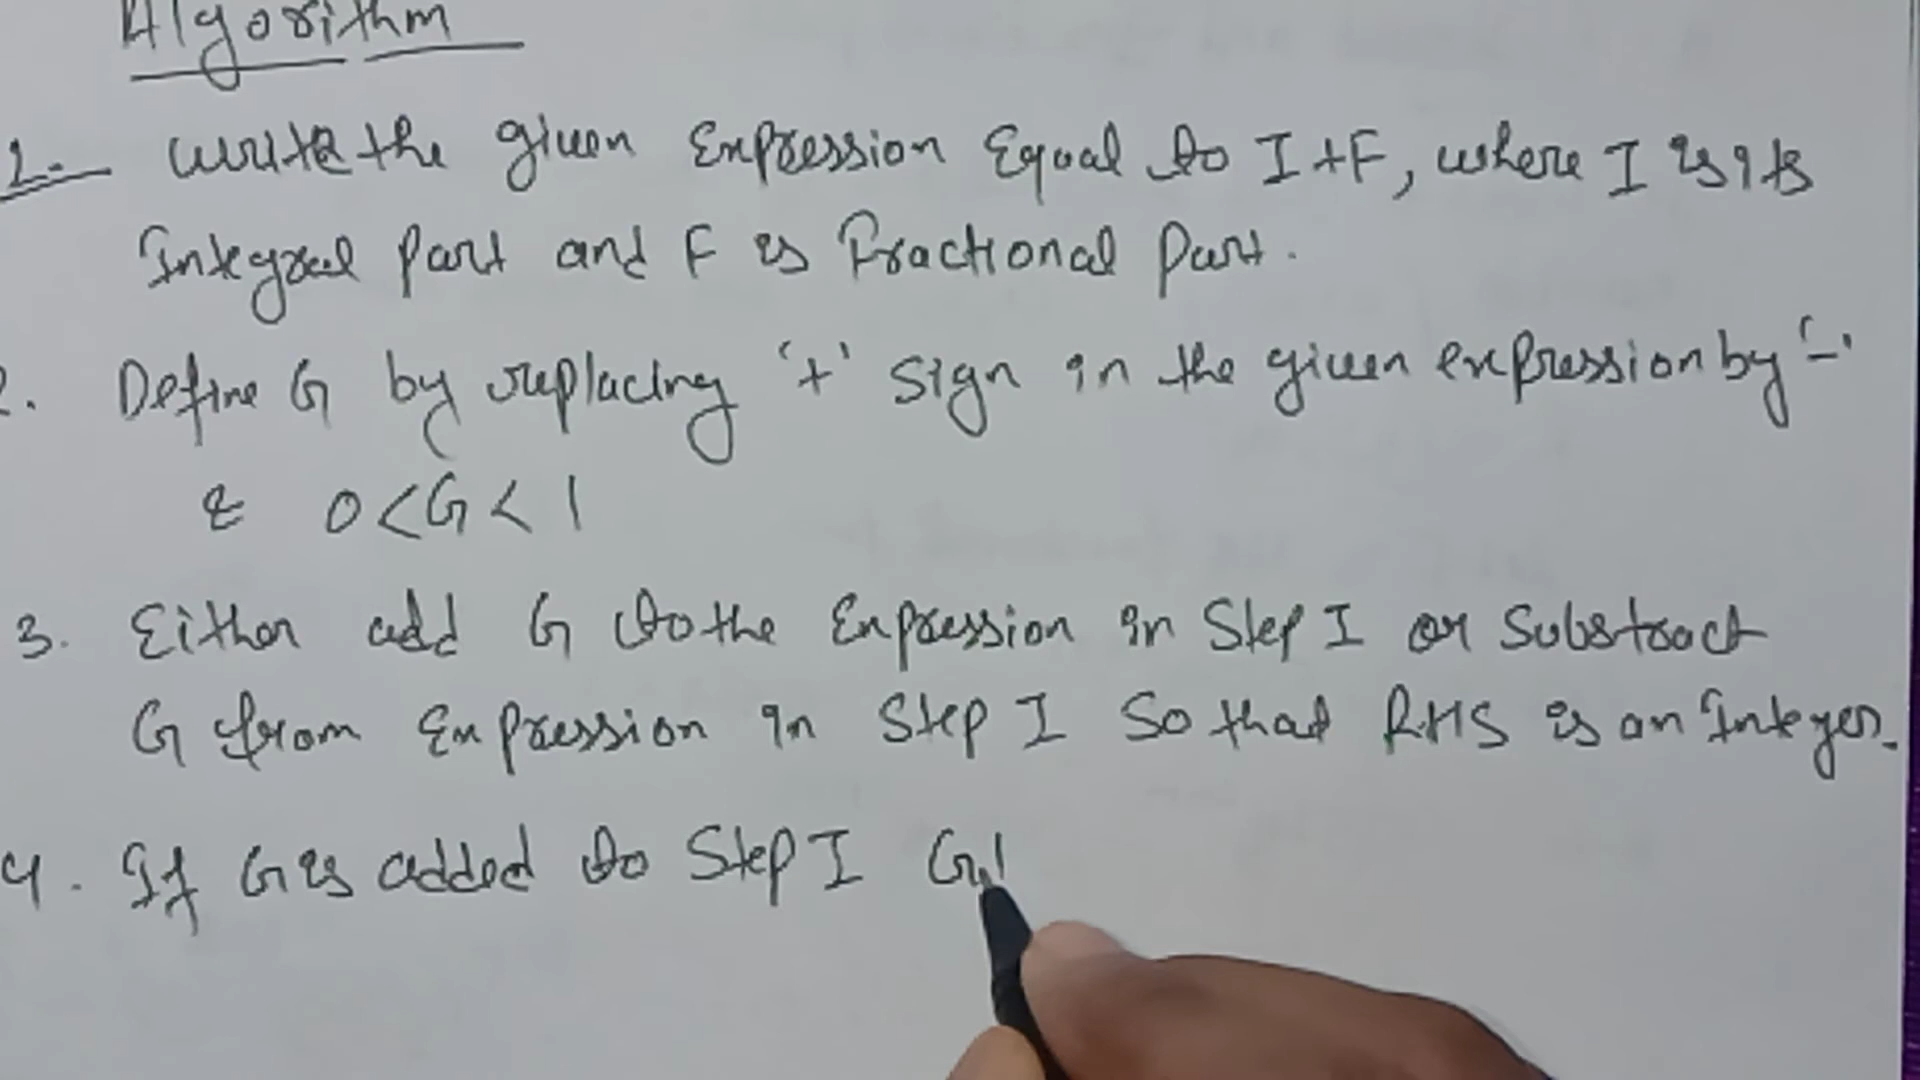 Algorithm
1. Write the given Expression Equal to I+F, where I is its
Integral part and F is Fractional Part.
2. Define G by replacing '+' sign in the given expression by '-'
& 0<G<1
3. Either add G to the Expression in Step I or Substract
G from Expression in Step I So that RHS is an Integer.
4. If G is added to Step I G